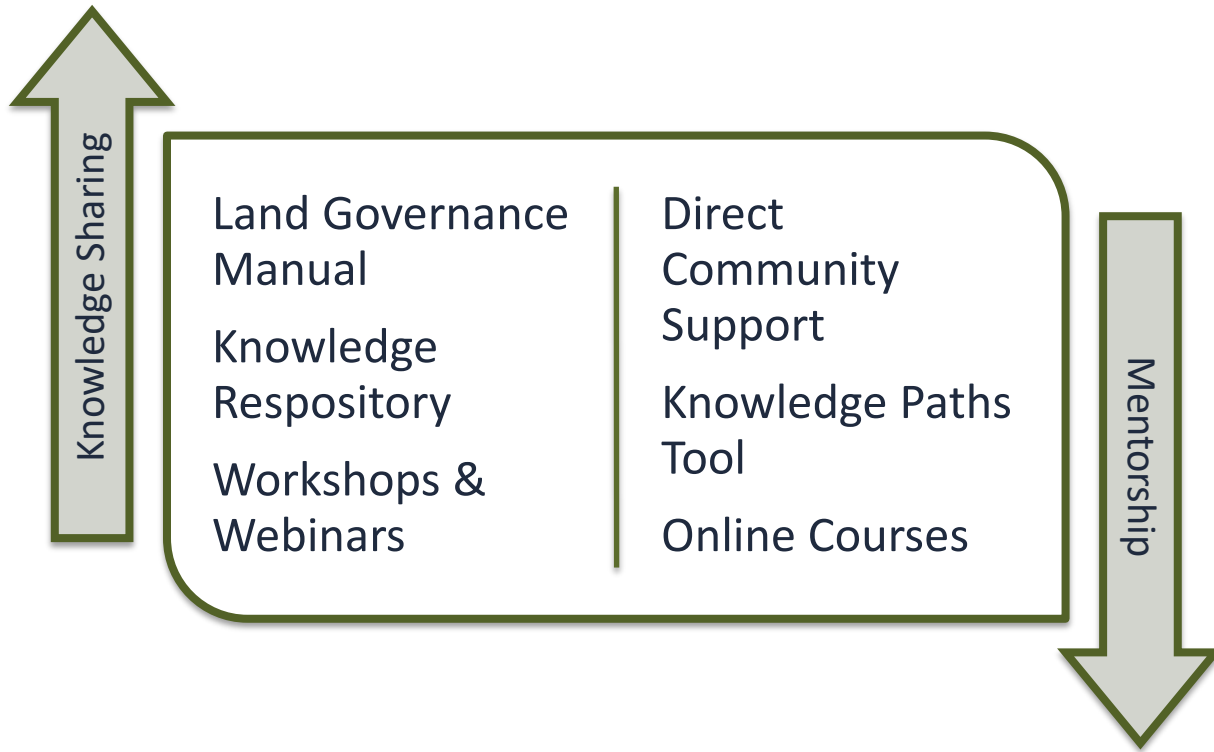 Knowledge Sharing
Land Governance
Manual
Knowledge
Respository
Workshops &
Webinars
Direct
Community
Support
Knowledge Paths
Tool
Online Courses
Mentorship